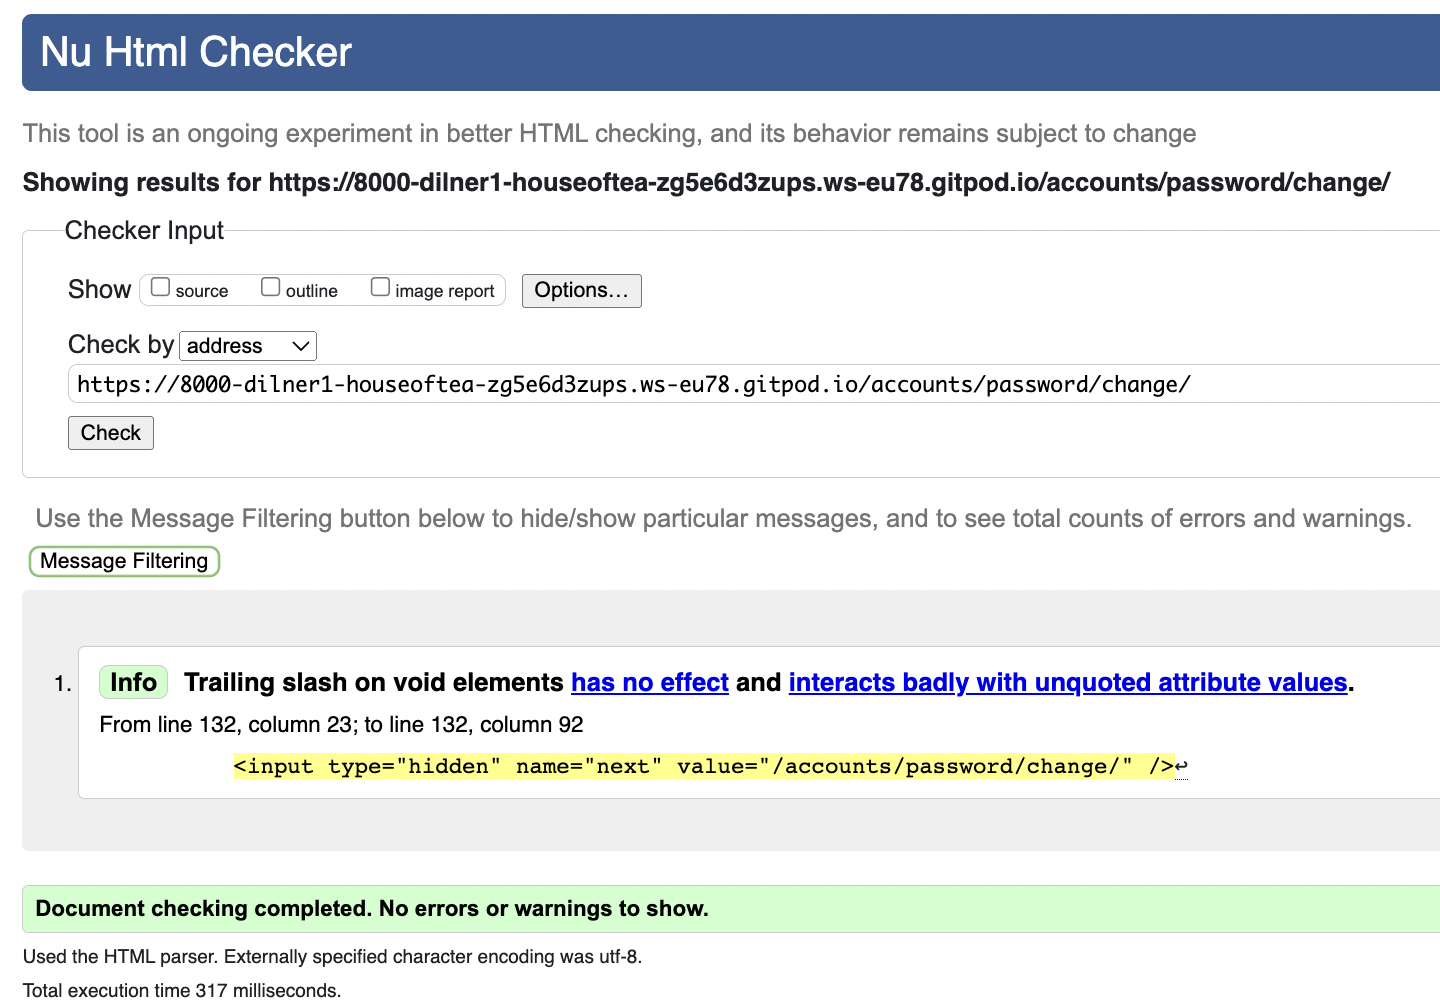 Nu Html Checker
This tool is an ongoing experiment in better HTML checking, and its behavior remains subject to change
Showing results for https://8000-dilner1-houseoftea-zg5e6d3zups.ws-eu78.gitpod.io/accounts/password/change/
Checker Input
Show source outline image report Options...
Check by address
https://8000-dilner1-houseoftea-zg5e6d3zups.ws-eu78.gitpod.io/accounts/password/change/
Check
Use the Message Filtering button below to hide/show particular messages, and to see total counts of errors and warnings.
Message Filtering
1. Info Trailing slash on void elements has no effect and interacts badly with unquoted attribute values.
From line 132, column 23; to line 132, column 92
<input type="hidden" name="next" value="/accounts/password/change/" />↩
Document checking completed. No errors or warnings to show.
Used the HTML parser. Externally specified character encoding was utf-8.
Total execution time 317 milliseconds.